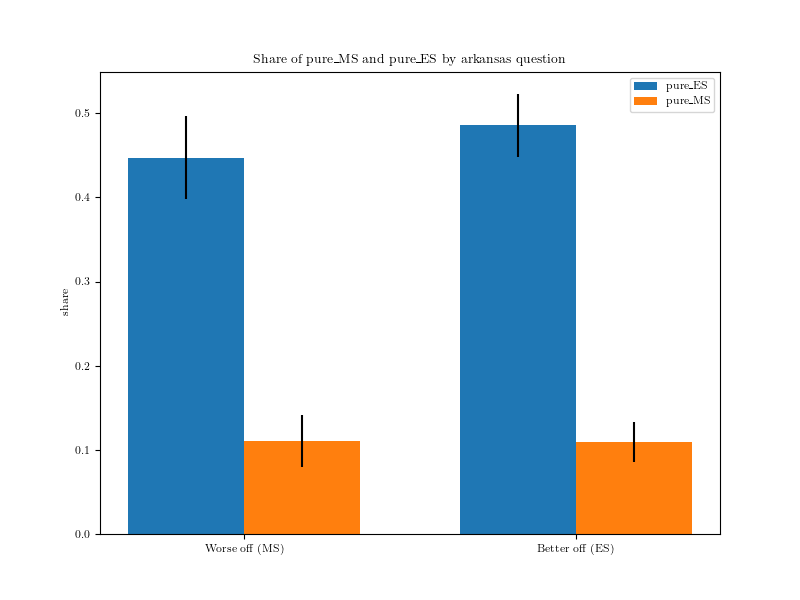 Share of pure_MS and pure_ES by arkansas question
pure_ES
pure_MS
0.5
0.4
0.3
0.2
0.1
0.0
share
Worse off (MS)
Better off (ES)